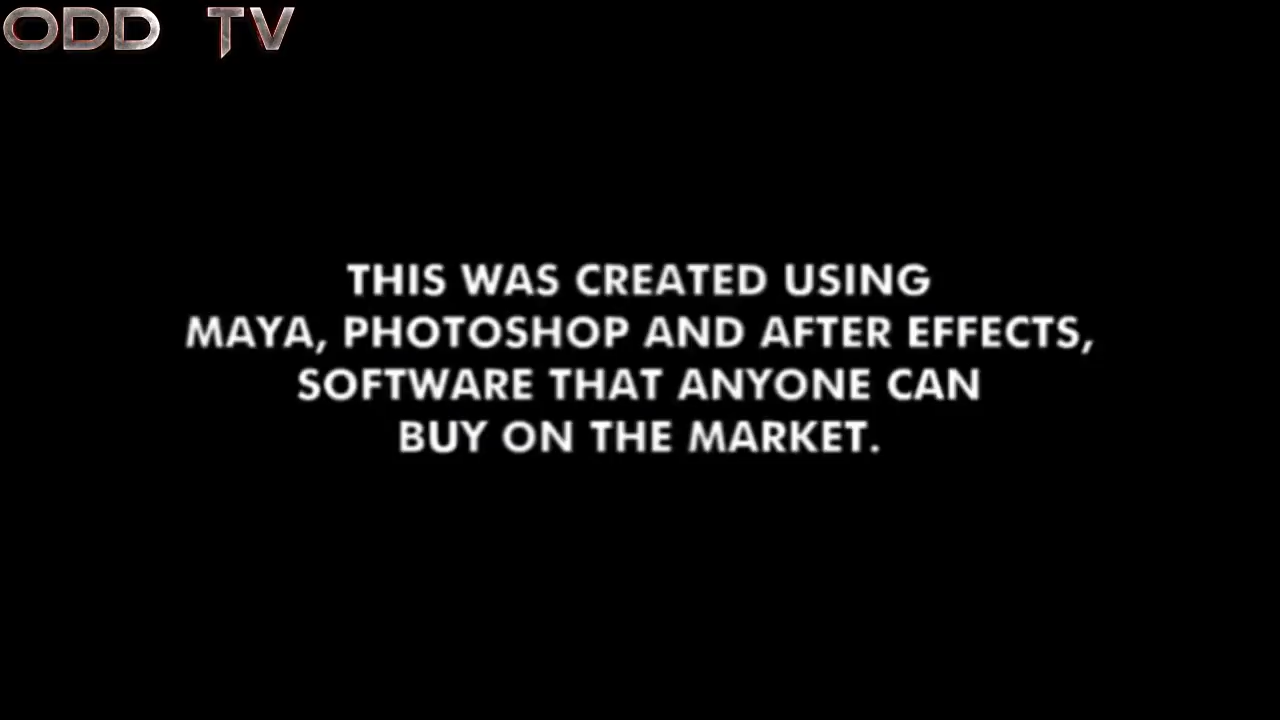 ODD TV
THIS WAS CREATED USING
MAYA, PHOTOSHOP AND AFTER EFFECTS,
SOFTWARE THAT ANYONE CAN
BUY ON THE MARKET.